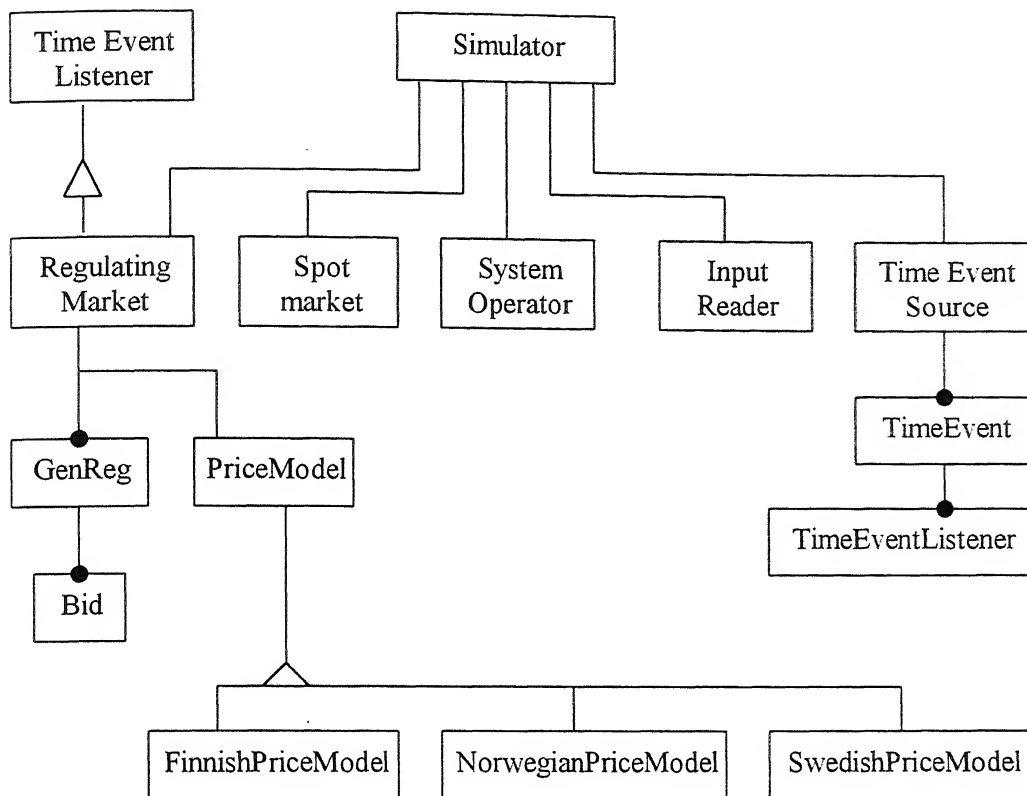 Time Event
Listener
Simulator
Regulating
Market
Spot
market
System
Operator
Input
Reader
Time Event
Source
GenReg
PriceModel
TimeEvent
TimeEventListener
Bid
FinnishPriceModel
NorwegianPriceModel
SwedishPriceModel